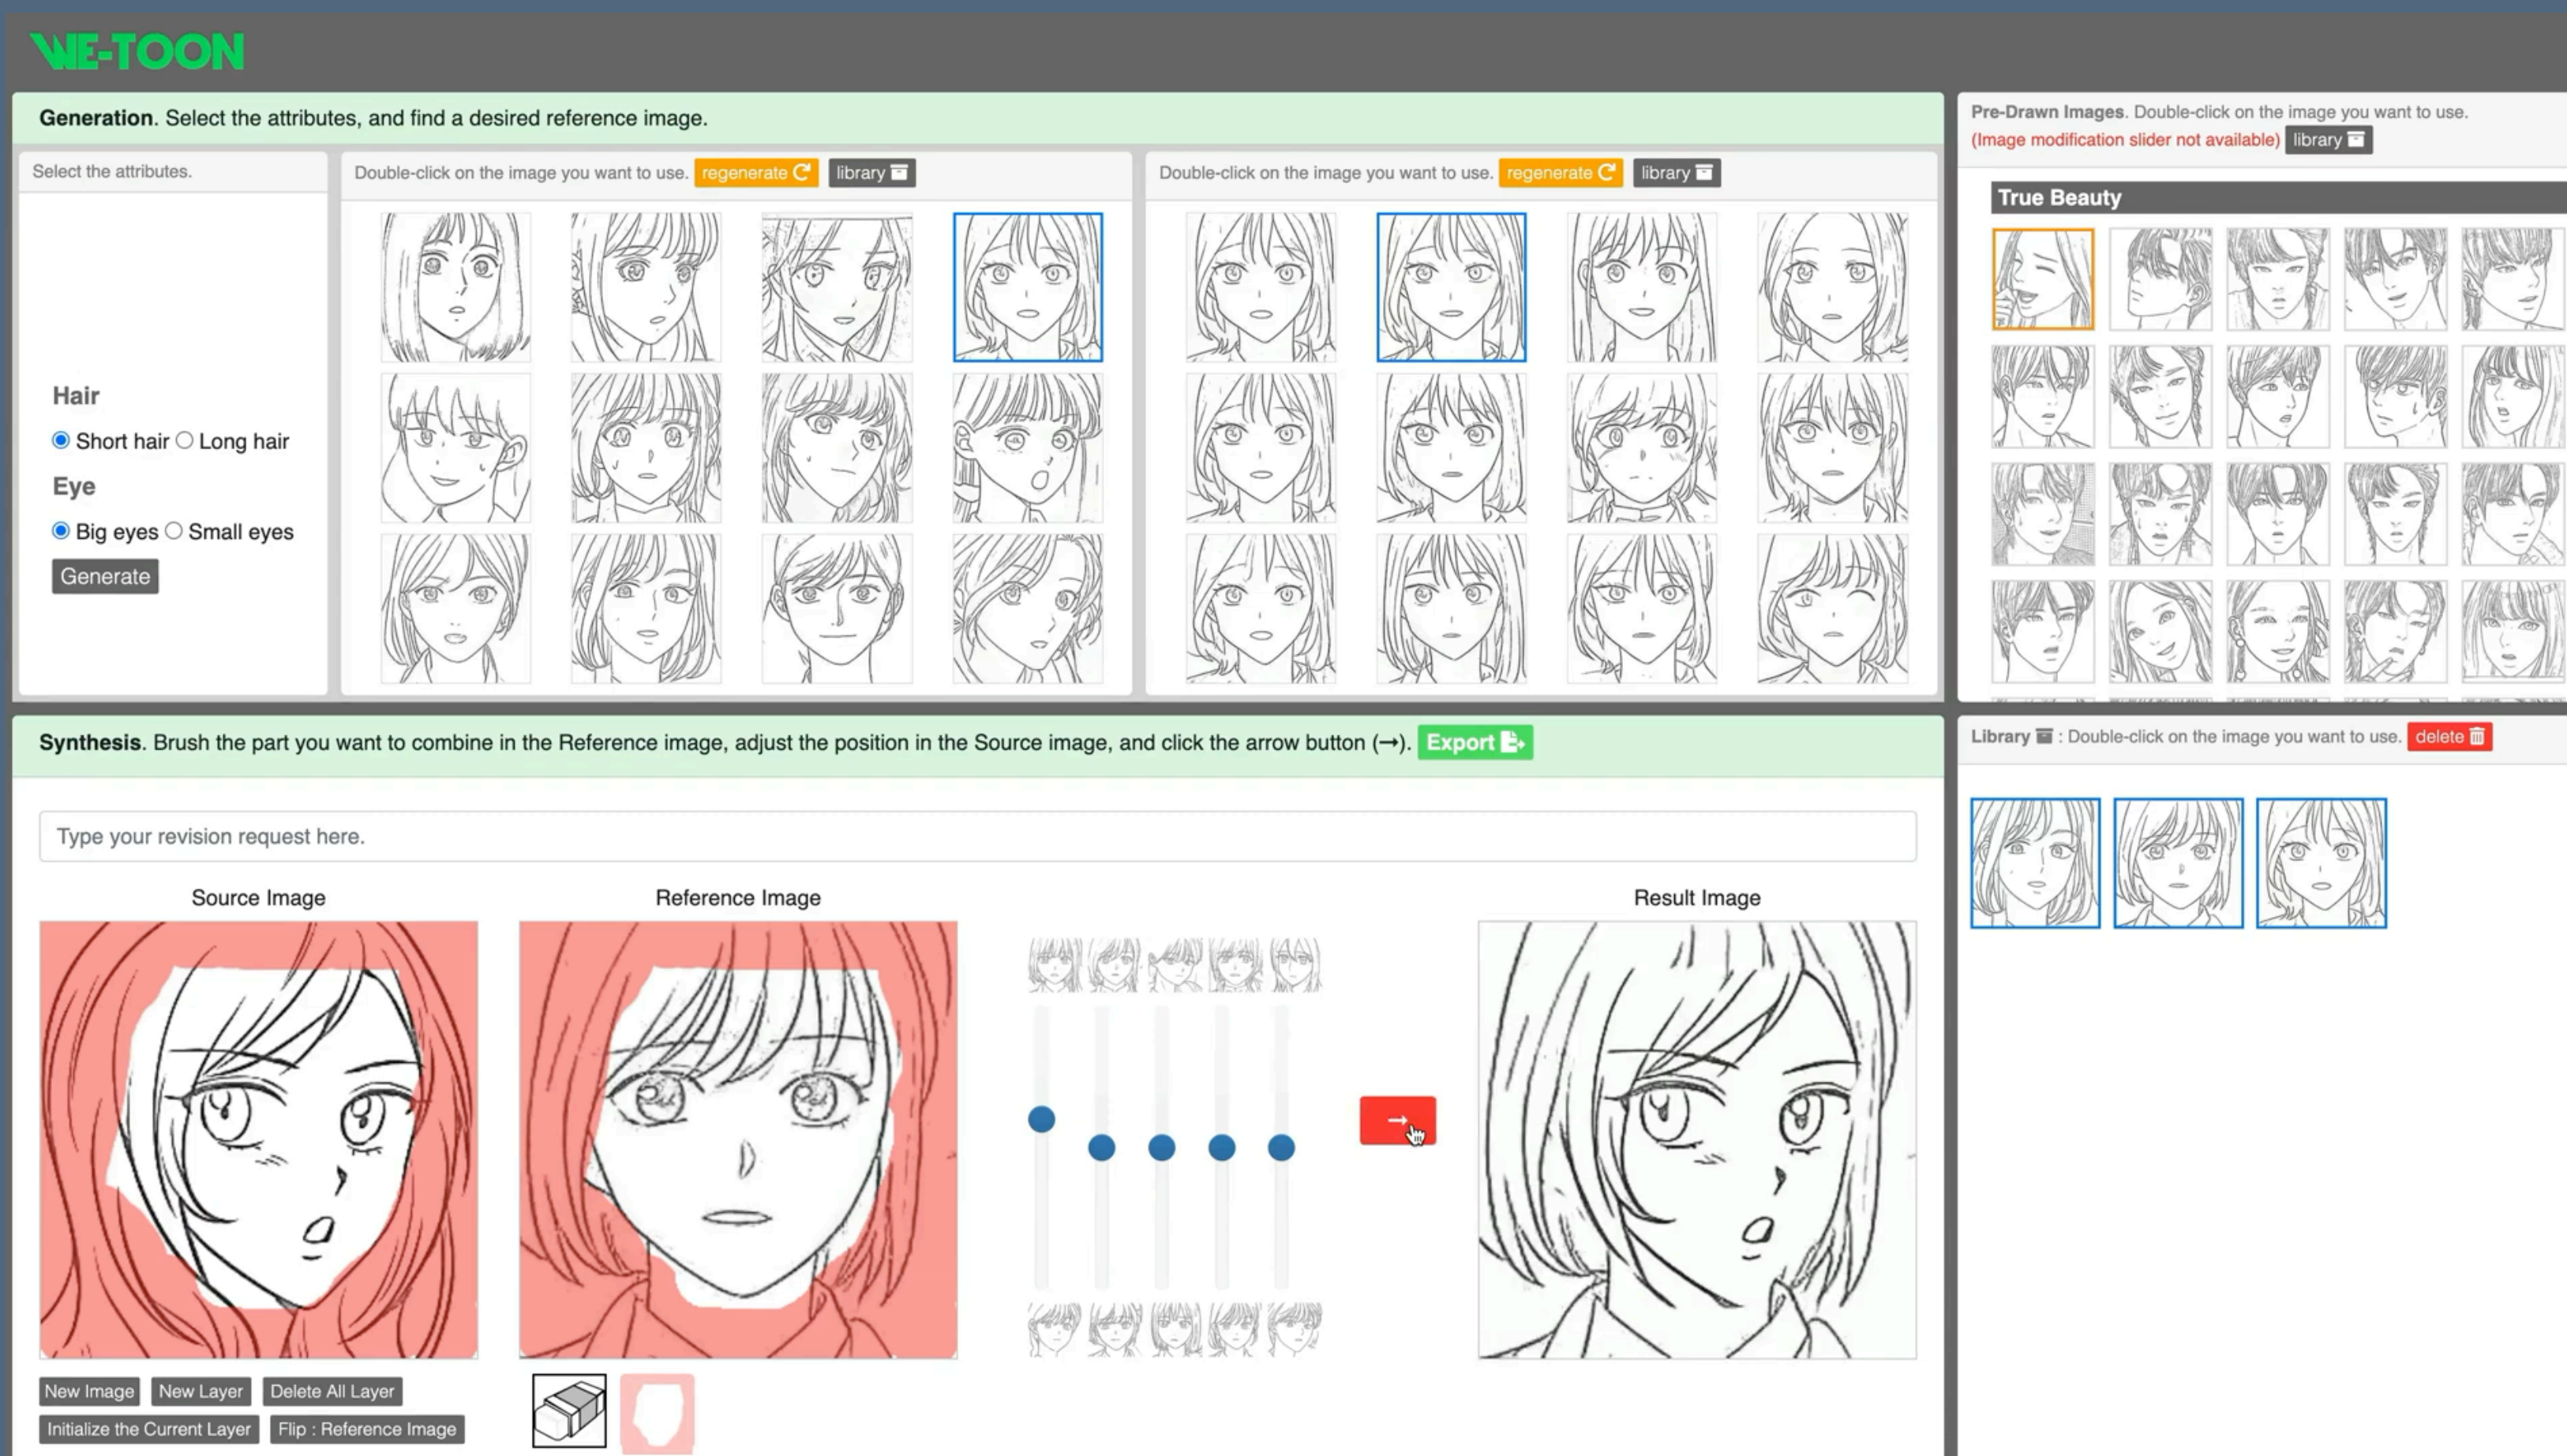 WE-TOON
Generation. Select the attributes, and find a desired reference image.
Select the attributes.
Hair
Short hair Long hair
Eye
Big eyes Small eyes
Generate
Double-click on the image you want to use. regenerate library
Double-click on the image you want to use. regenerate library
Pre-Drawn Images. Double-click on the image you want to use.
(Image modification slider not available) library
True Beauty
Synthesis. Brush the part you want to combine in the Reference image, adjust the position in the Source image, and click the arrow button (→). Export
Type your revision request here.
Source Image
Reference Image
Result Image
New Image New Layer Delete All Layer
Initialize the Current Layer Flip : Reference Image
Library : Double-click on the image you want to use. delete